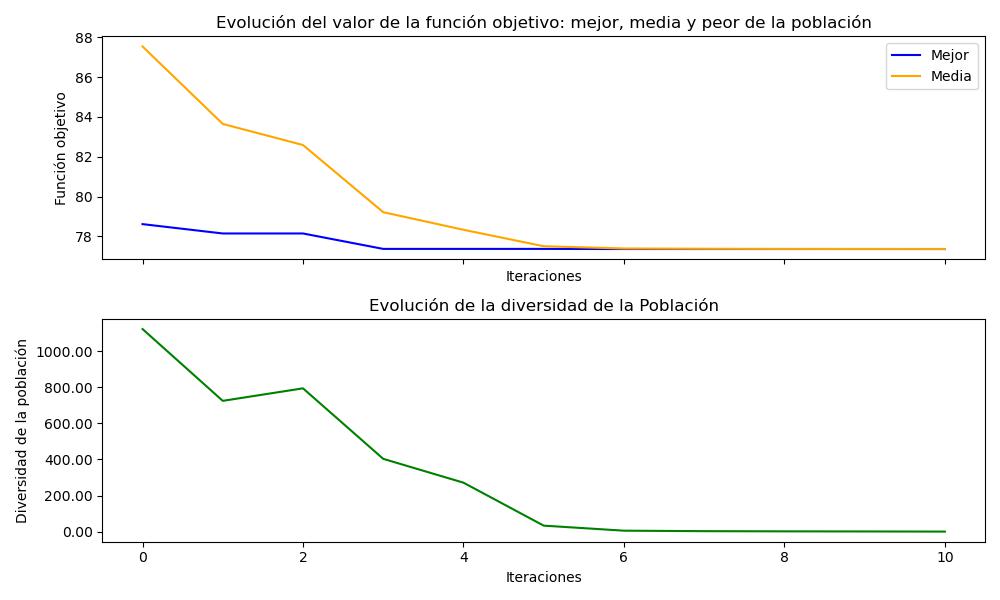 Evolución del valor de la función objetivo: mejor, media y peor de la población
88
86
84
82
80
78
Función objetivo
Mejor
Media
Iteraciones
Evolución de la diversidad de la Población
1000.00
800.00
600.00
400.00
200.00
0.00
Diversidad de la población
0 2 4 6 8 10
Iteraciones